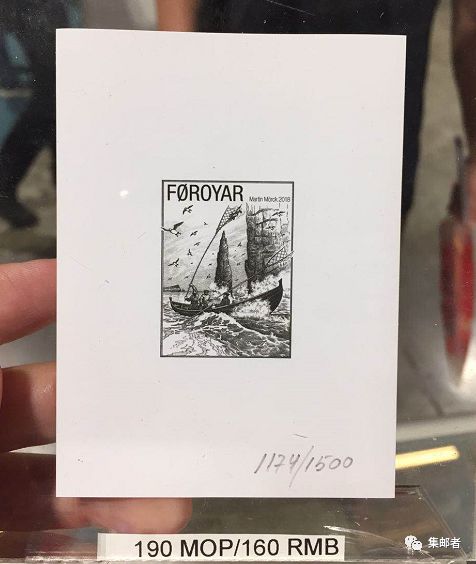 FØROYAR
Martin Mörck 2018
1174/1500
190 MOP/160 RMB
集邮者